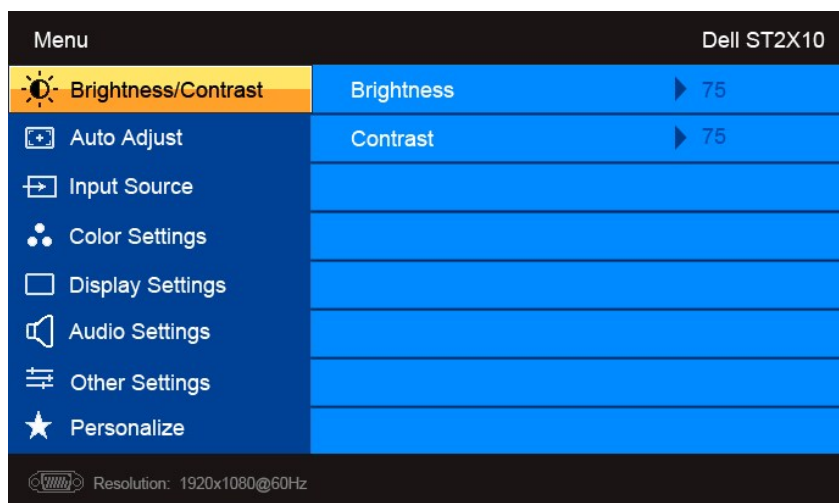 Menu Dell ST2X10
Brightness/Contrast Brightness 75
Auto Adjust Contrast 75
Input Source
Color Settings
Display Settings
Audio Settings
Other Settings
Personalize
Resolution: 1920x1080@60Hz